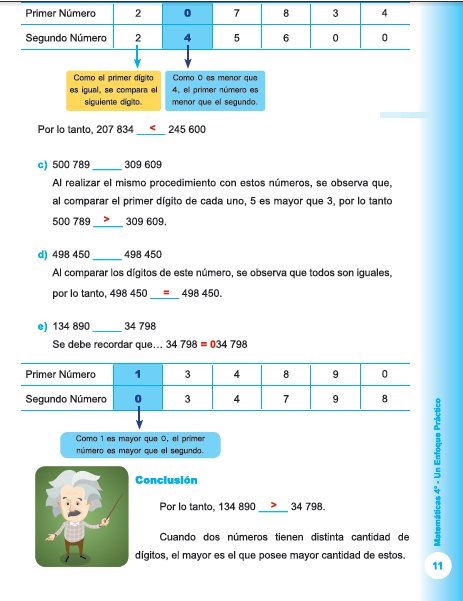 Primer Número 2 0 7 8 3 4
Segundo Número 2 4 5 6 0 0
Como el primer dígito
es igual, se compara el
siguiente dígito.
Como 0 es menor que
4, el primer número es
menor que el segundo.
Por lo tanto, 207 834 < 245 600
c) 500 789 _____ 309 609
Al realizar el mismo procedimiento con estos números, se observa que,
al comparar el primer dígito de cada uno, 5 es mayor que 3, por lo tanto
500 789 > 309 609.
d) 498 450 _____ 498 450
Al comparar los dígitos de este número, se observa que todos son iguales,
por lo tanto, 498 450 = 498 450.
e) 134 890 _____ 34 798
Se debe recordar que... 34 798 = 034 798
Primer Número 1 3 4 8 9 0
Segundo Número 0 3 4 7 9 8
Como 1 es mayor que 0, el primer
número es mayor que el segundo.
Conclusión
Por lo tanto, 134 890 > 34 798.
Cuando dos números tienen distinta cantidad de
dígitos, el mayor es el que posee mayor cantidad de estos.
Matemáticas 4° - Un Enfoque Práctico
11